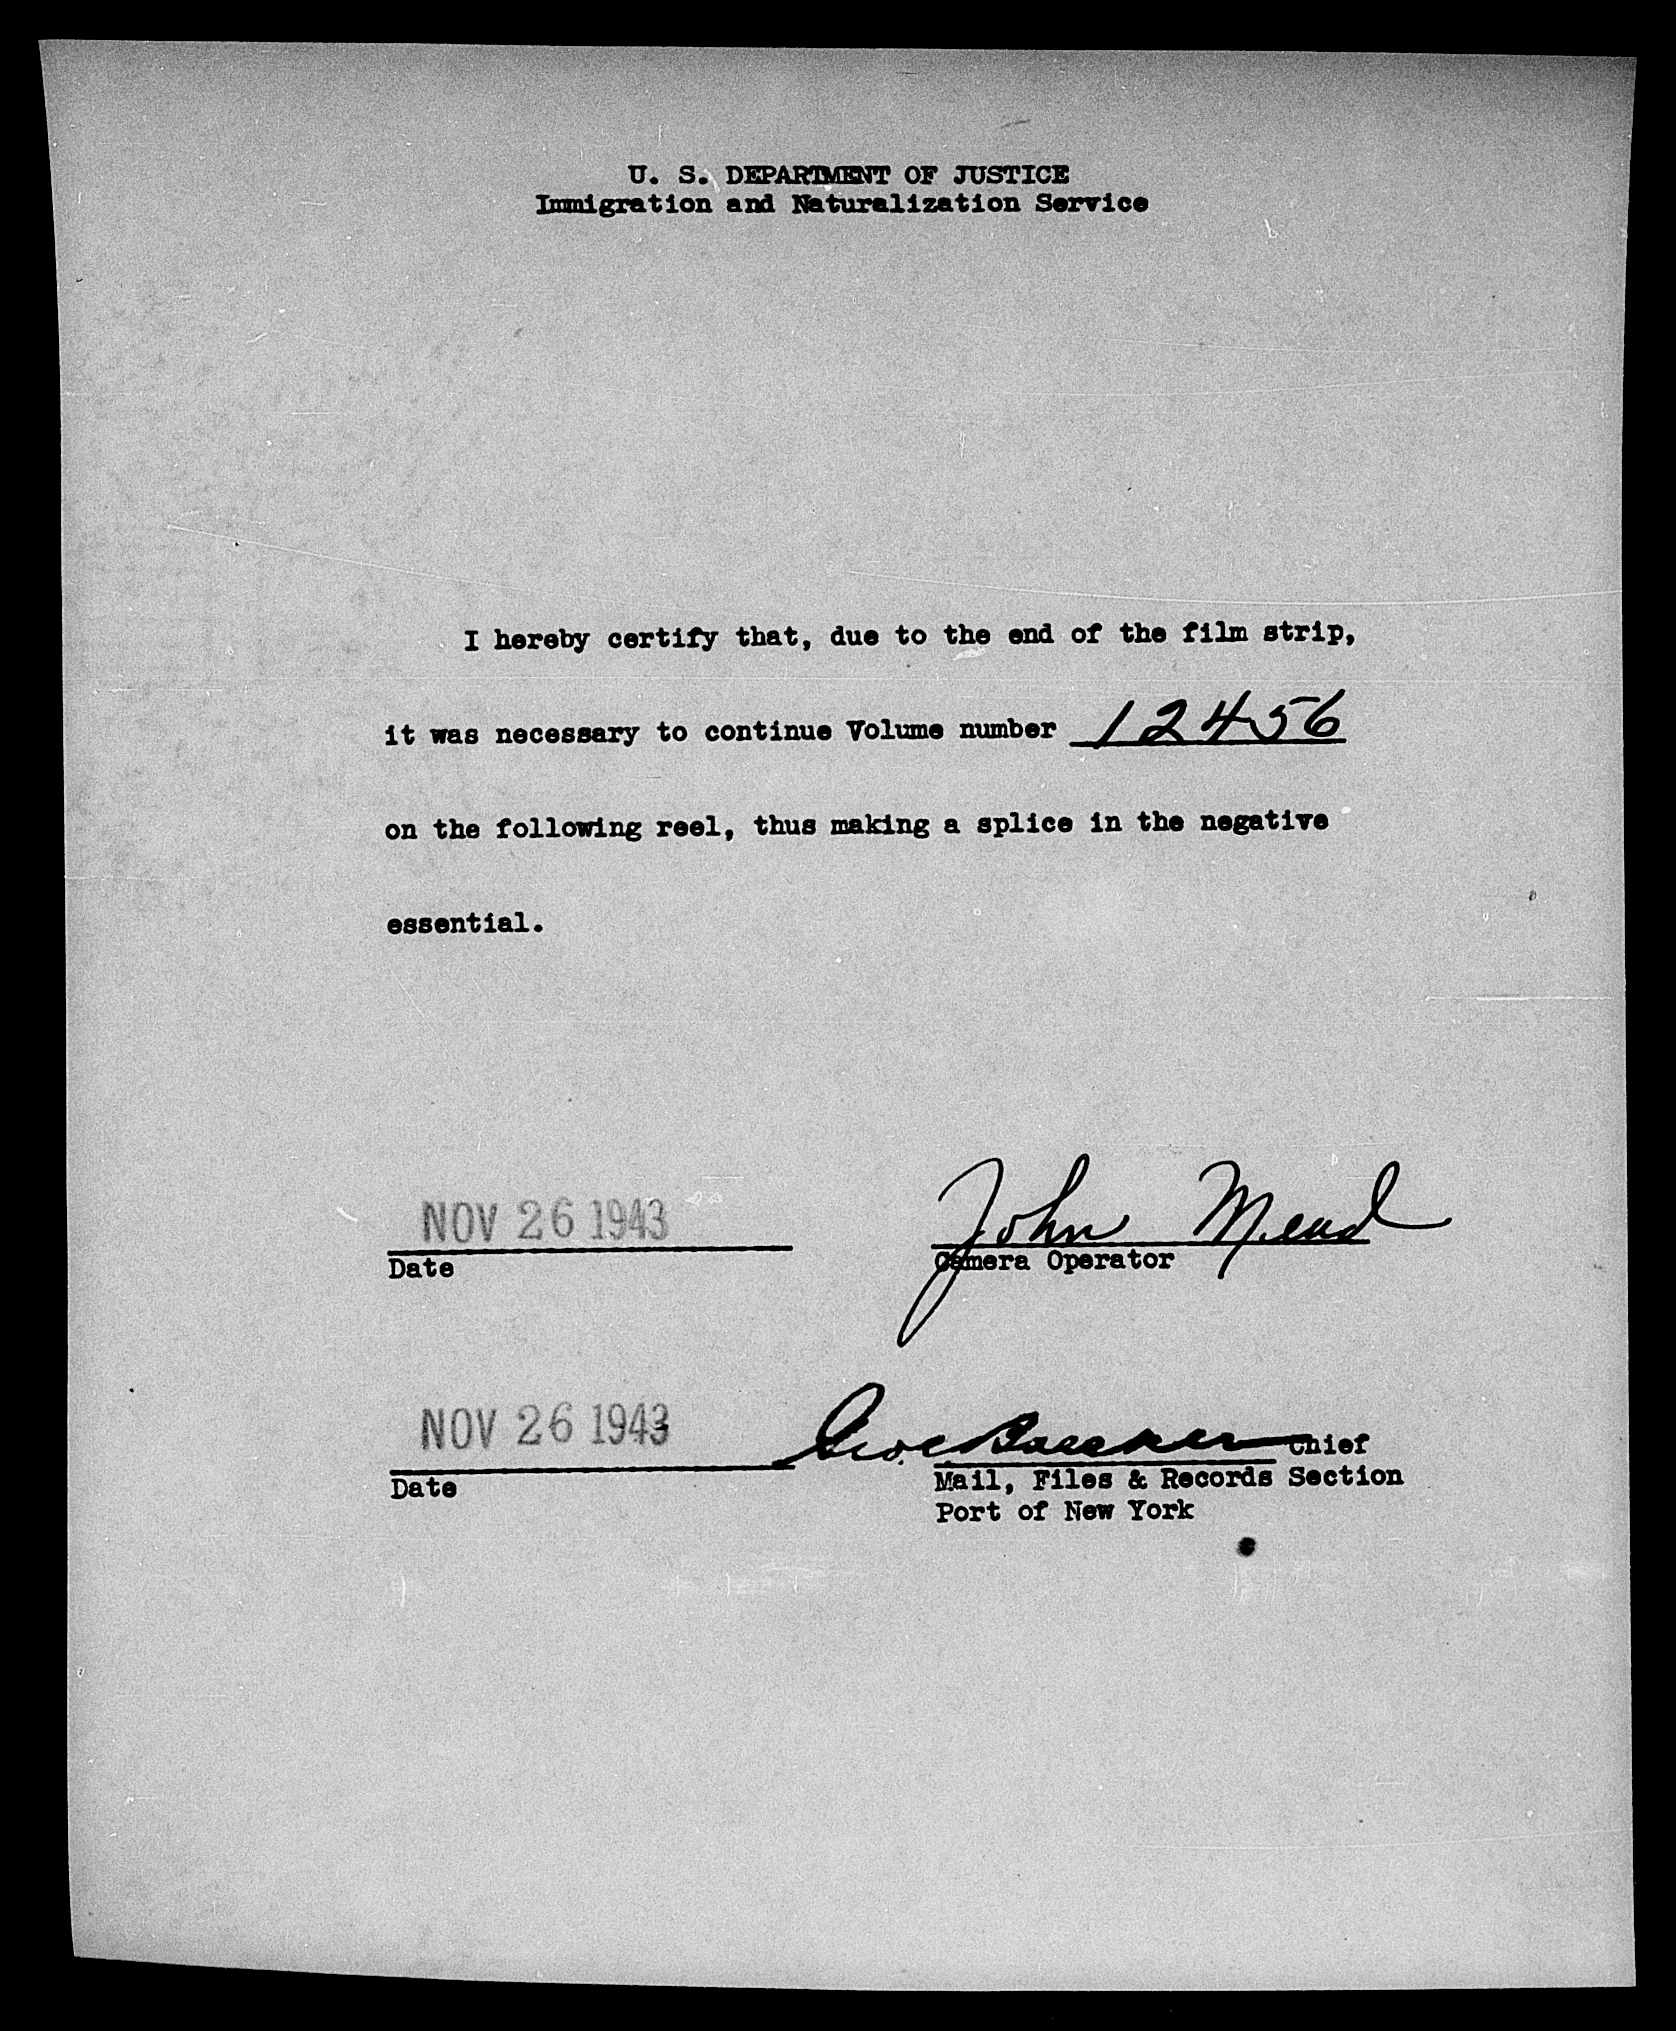 U. S. DEPARTMENT OF JUSTICE
Immigration and Naturalization Service
I hereby certify that, due to the end of the film strip,
it was necessary to continue Volume number 12456
on the following reel, thus making a splice in the negative
essential.
NOV 26 1943 John Mead
Date Camera Operator
NOV 26 1943 Geo Chief
Date Mail, Files & Records Section
Port of New York